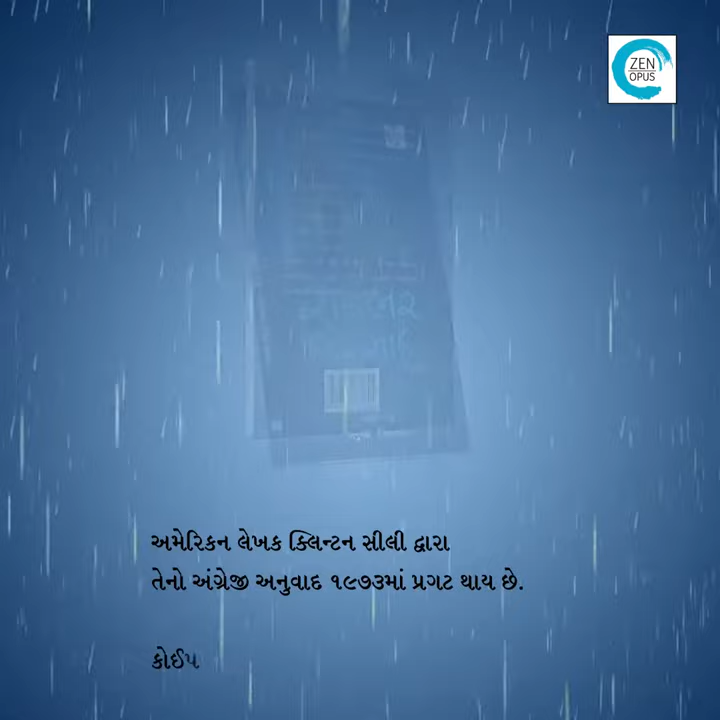 ZEN
OPUS
અમેરિકન લેખક ક્લિન્ટન સીલી દ્વારા
તેનો અંગ્રેજી અનુવાદ ૧૯૭૩માં પ્રગટ થાય છે.
કોઈપ